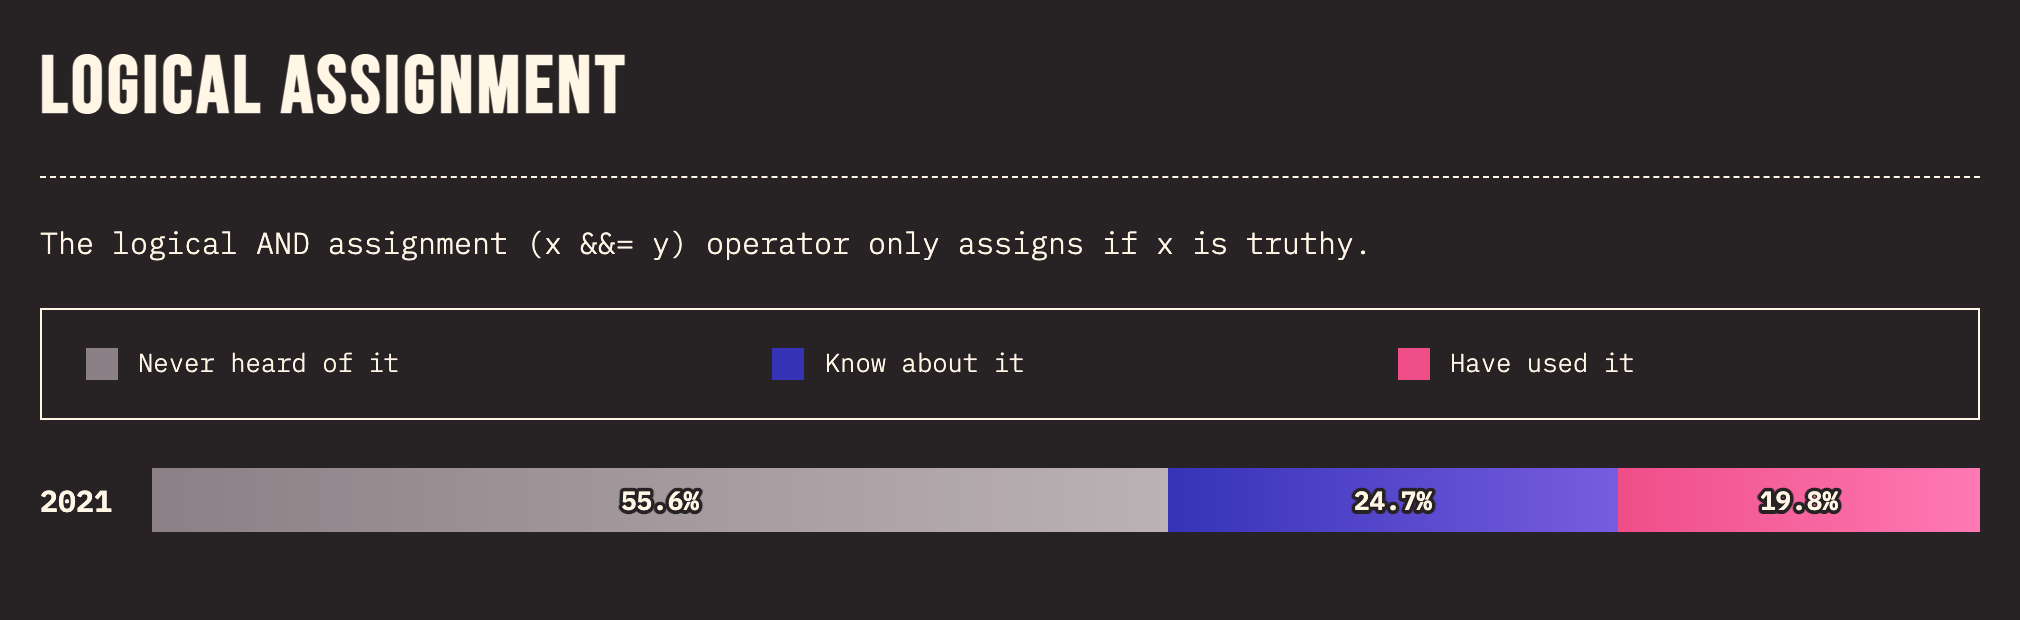 LOGICAL ASSIGNMENT
The logical AND assignment (x &&= y) operator only assigns if x is truthy.
Never heard of it
Know about it
Have used it
2021 55.6% 24.7% 19.8%